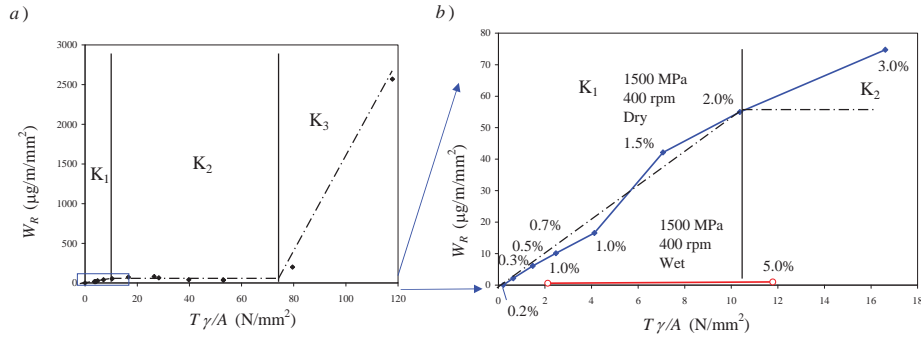 a)
3000
2500
2000
1500
1000
500
0
0 20 40 60 80 100 120
K1
K2
K3
W_R (µg/m/mm²)
T γ/A (N/mm²)
b)
80
70
60
50
40
30
20
10
0
0 2 4 6 8 10 12 14 16 18
K1
1500 MPa
400 rpm
Dry
2.0%
3.0%
K2
1.5%
0.7%
0.5%
0.3%
1.0%
1.0%
0.2%
1500 MPa
400 rpm
Wet
5.0%
W_R (µg/m/mm²)
T γ/A (N/mm²)